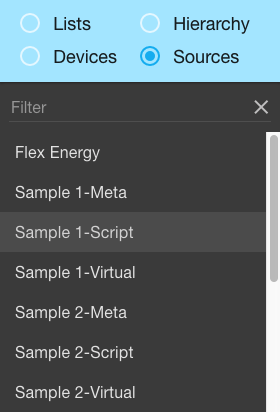 Lists
Hierarchy
Devices
Sources
Filter
Flex Energy
Sample 1-Meta
Sample 1-Script
Sample 1-Virtual
Sample 2-Meta
Sample 2-Script
Sample 2-Virtual